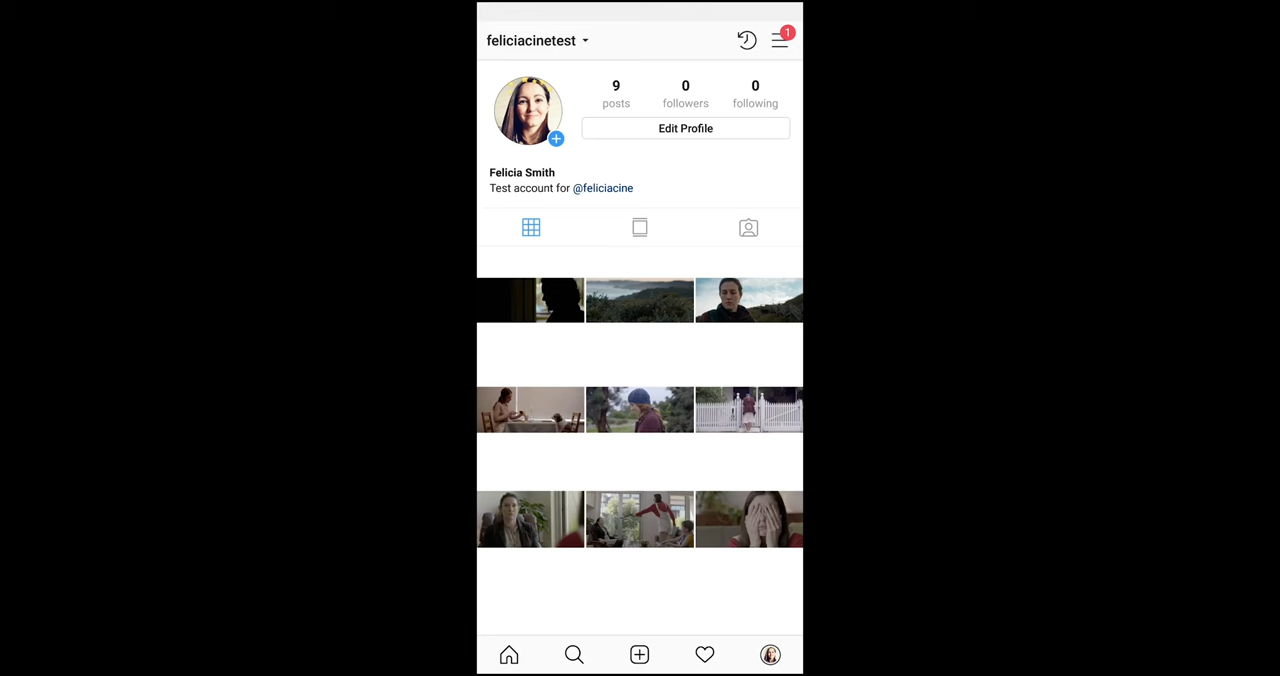 feliciacinetest
1
9 0 0
posts followers following
Edit Profile
Felicia Smith
Test account for @feliciacine